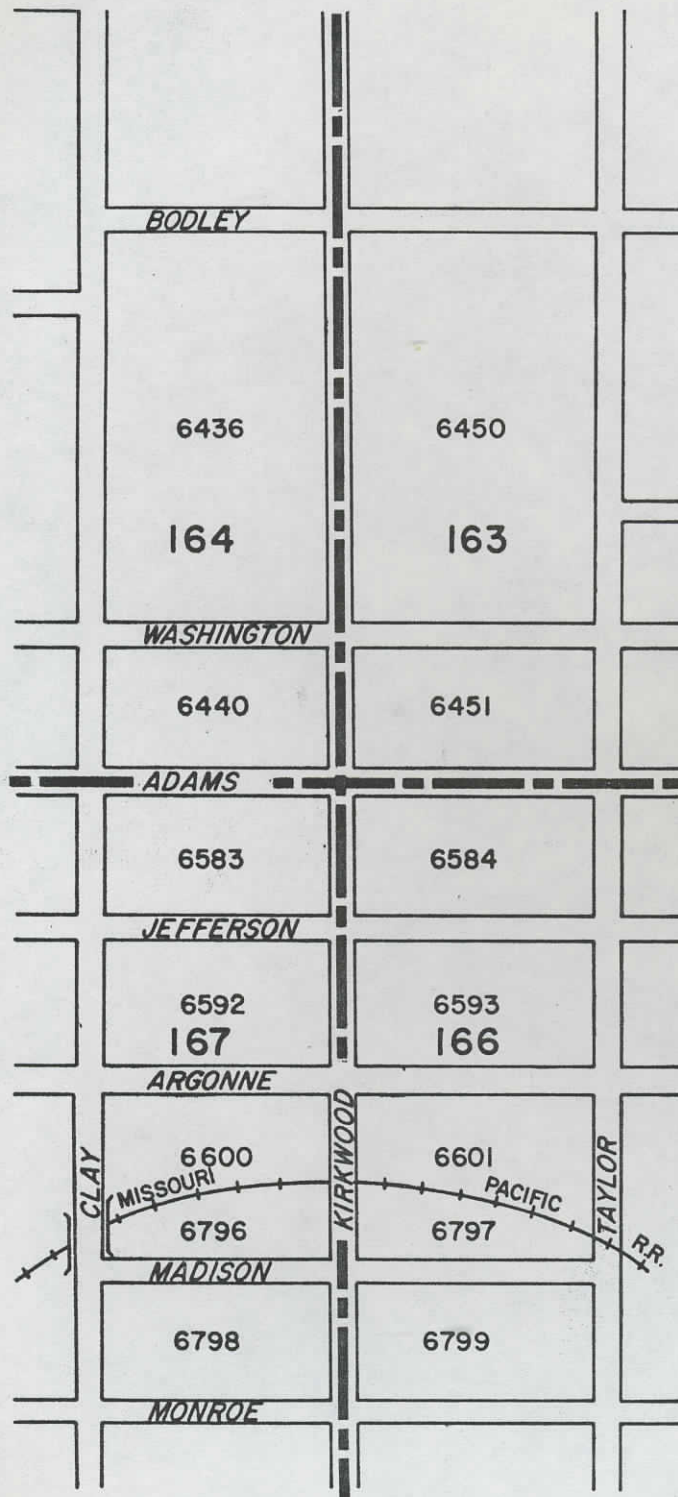 BODLEY
6436 6450
164 163
WASHINGTON
6440 6451
ADAMS
6583 6584
JEFFERSON
6592 6593
167 166
ARGONNE
CLAY
KIRKWOOD
TAYLOR
6600 6601
MISSOURI PACIFIC R.R.
6796 6797
MADISON
6798 6799
MONROE